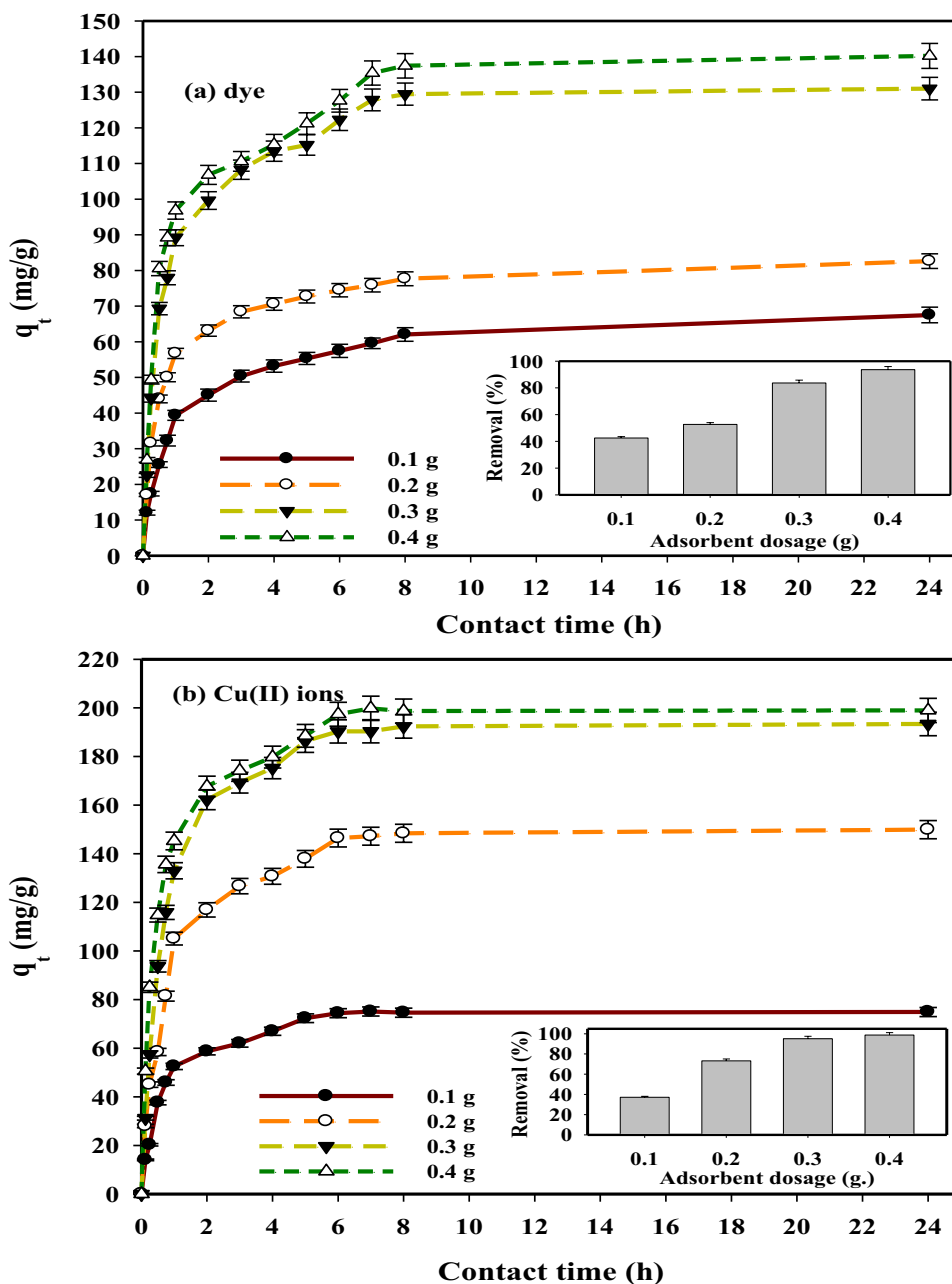 150
140
130
120
110
100
90
80
70
60
50
40
30
20
10
0
qt (mg/g)
(a) dye
0.1 g
0.2 g
0.3 g
0.4 g
100
80
60
40
20
0
Removal (%)
0.1 0.2 0.3 0.4
Adsorbent dosage (g)
0 2 4 6 8 10 12 14 16 18 20 22 24
Contact time (h)
220
200
180
160
140
120
100
80
60
40
20
0
qt (mg/g)
(b) Cu(II) ions
0.1 g
0.2 g
0.3 g
0.4 g
100
80
60
40
20
0
Removal (%)
0.1 0.2 0.3 0.4
Adsorbent dosage (g.)
0 2 4 6 8 10 12 14 16 18 20 22 24
Contact time (h)